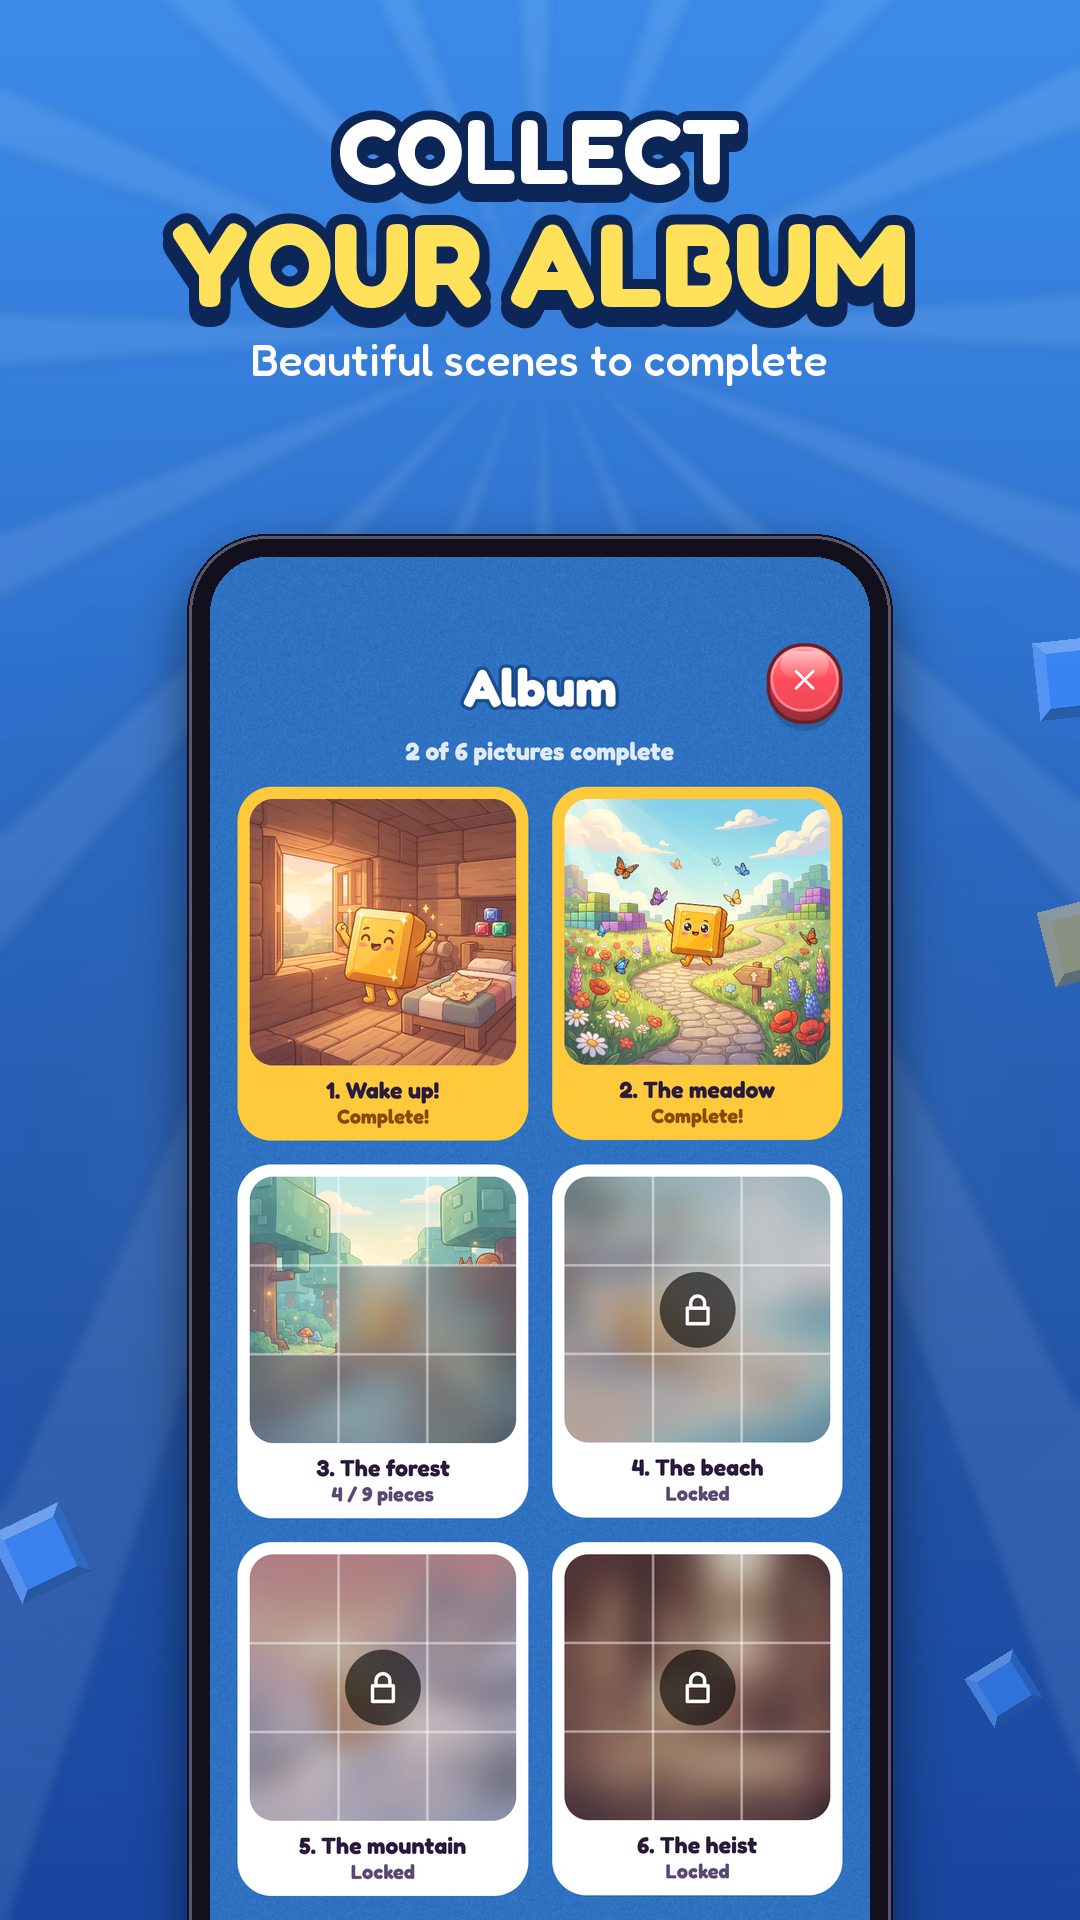 COLLECT
YOUR ALBUM
Beautiful scenes to complete
Album
2 of 6 pictures complete
1. Wake up!
Complete!
2. The meadow
Complete!
3. The forest
4 / 9 pieces
4. The beach
Locked
5. The mountain
Locked
6. The heist
Locked